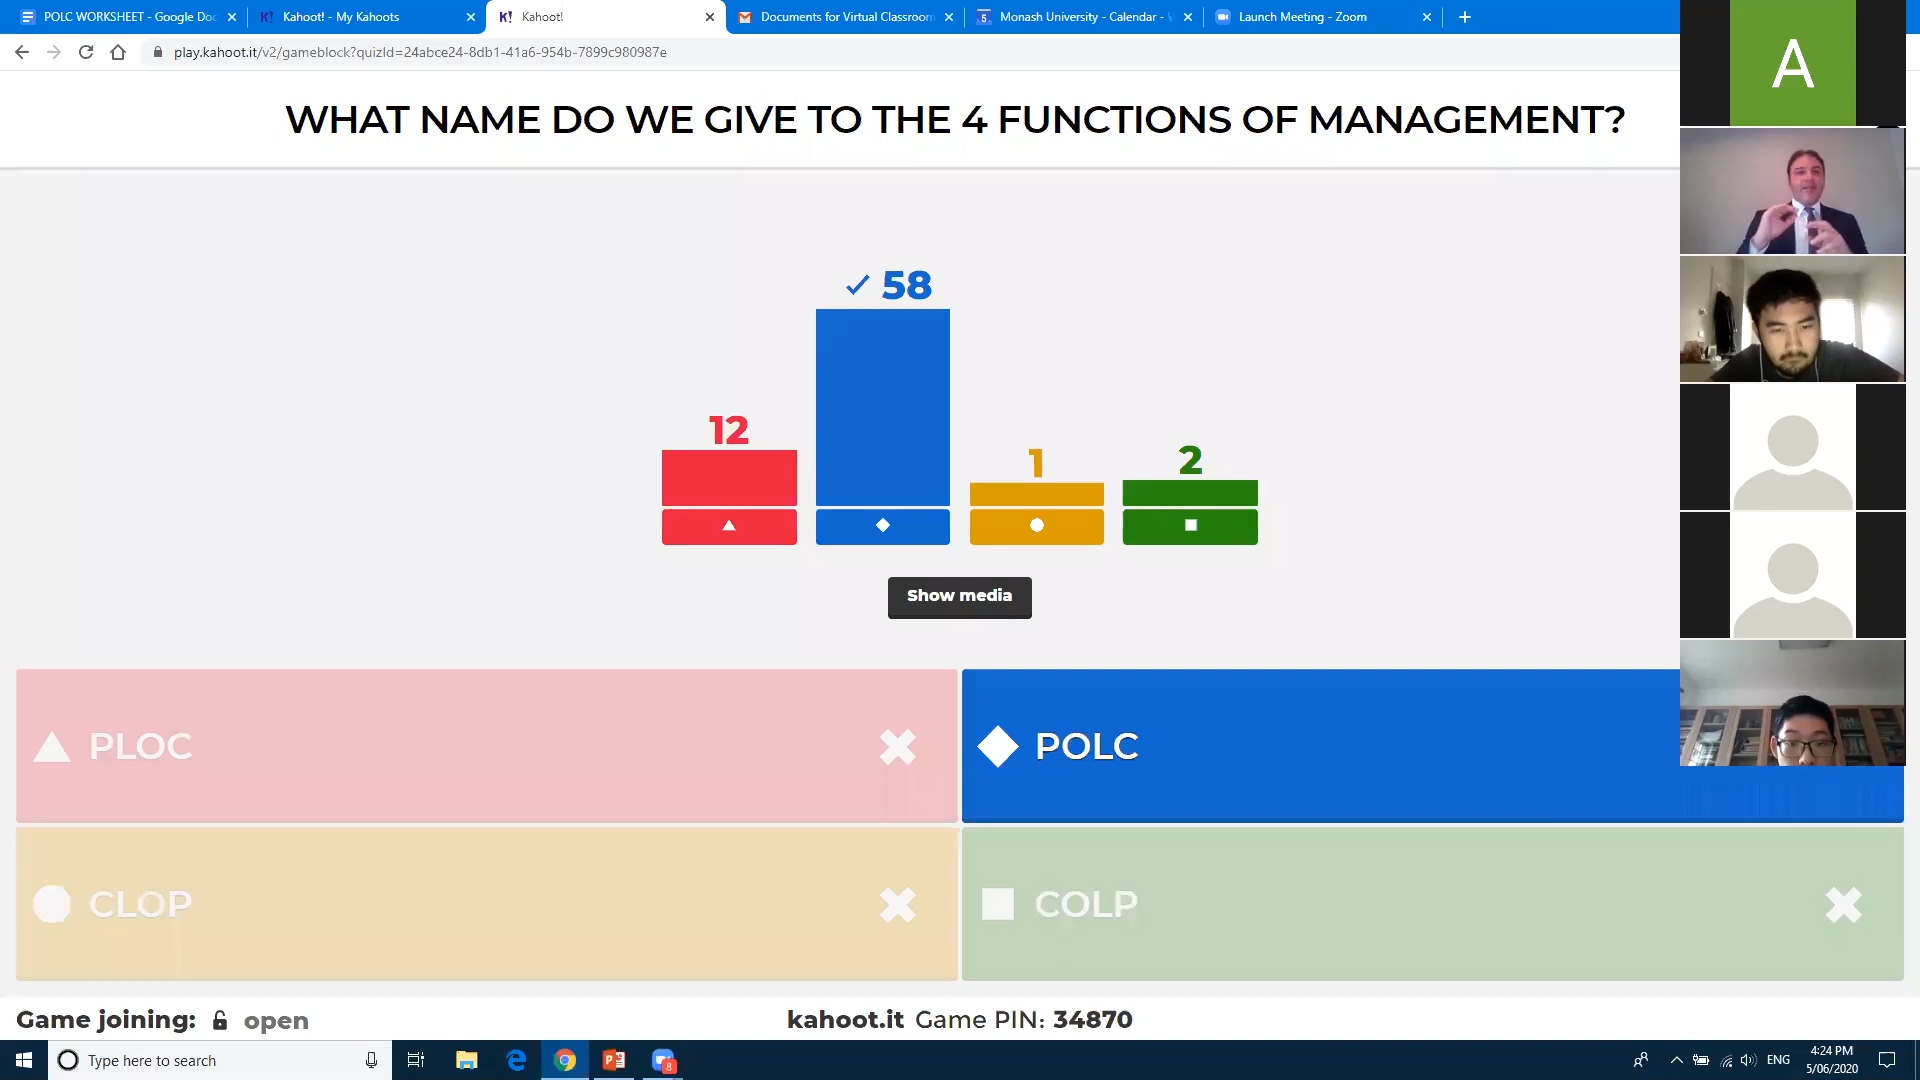 POLC WORKSHEET - Google Doc
Kahoot! - My Kahoots
Kahoot!
Documents for Virtual Classroom
Monash University - Calendar -
Launch Meeting - Zoom
play.kahoot.it/v2/gameblock?quizId=24abce24-8db1-41a6-954b-7899c980987e
WHAT NAME DO WE GIVE TO THE 4 FUNCTIONS OF MANAGEMENT?
A
58
12
1
2
Show media
PLOC
POLC
CLOP
COLP
Game joining: open
kahoot.it Game PIN: 34870
Type here to search
8
ENG
4:24 PM
5/06/2020